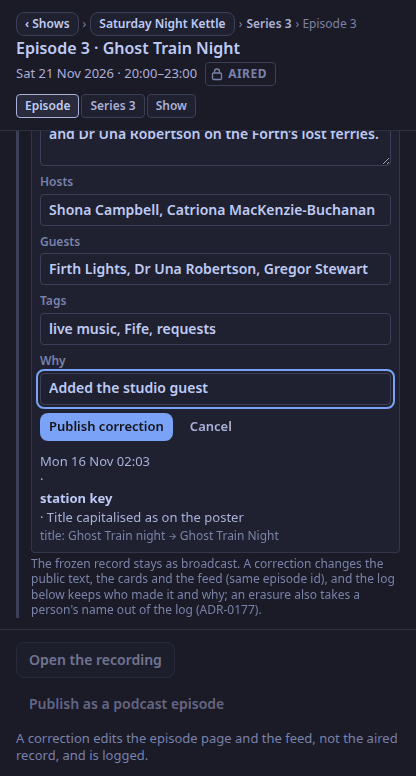 ‹ Shows › Saturday Night Kettle › Series 3 › Episode 3
Episode 3 · Ghost Train Night
Sat 21 Nov 2026 · 20:00–23:00 AIRED
Episode Series 3 Show
and Dr Una Robertson on the Forth's lost ferries.
Hosts
Shona Campbell, Catriona MacKenzie-Buchanan
Guests
Firth Lights, Dr Una Robertson, Gregor Stewart
Tags
live music, Fife, requests
Why
Added the studio guest
Publish correction Cancel
Mon 16 Nov 02:03
·
station key
· Title capitalised as on the poster
title: Ghost Train night → Ghost Train Night
The frozen record stays as broadcast. A correction changes the
public text, the cards and the feed (same episode id), and the log
below keeps who made it and why; an erasure also takes a
person's name out of the log (ADR-0177).
Open the recording
Publish as a podcast episode
A correction edits the episode page and the feed, not the aired
record, and is logged.